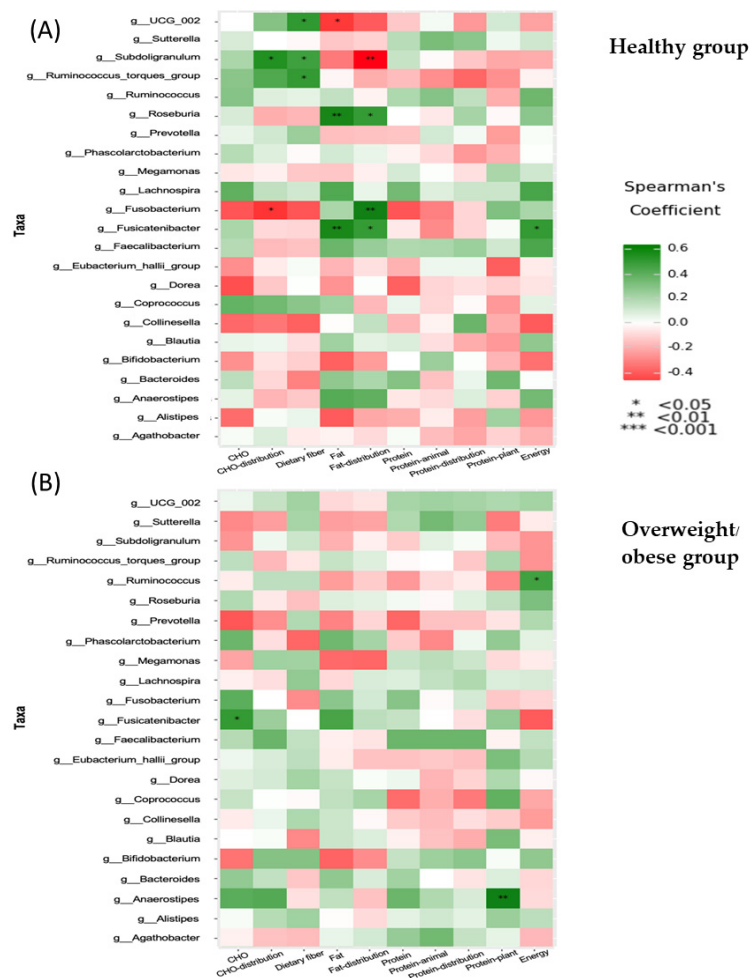 (A)
Healthy group
Taxa
g__UCG_002
g__Sutterella
g__Subdoligranulum
g__Ruminococcus_torques_group
g__Ruminococcus
g__Roseburia
g__Prevotella
g__Phascolarctobacterium
g__Megamonas
g__Lachnospira
g__Fusobacterium
g__Fusicatenibacter
g__Faecalibacterium
g__Eubacterium_hallii_group
g__Dorea
g__Coprococcus
g__Collinesella
g__Blautia
g__Bifidobacterium
g__Bacteroides
g__Anaerostipes
g__Alistipes
g__Agathobacter
* *
* * **
*
** *
* **
** * *
CHO
CHO-distribution
Dietary fiber
Fat
Fat-distribution
Protein
Protein-animal
Protein-distribution
Protein-plant
Energy
Spearman's
Coefficient
0.6
0.4
0.2
0.0
-0.2
-0.4
* <0.05
** <0.01
*** <0.001
(B)
Overweight/
obese group
Taxa
g__UCG_002
g__Sutterella
g__Subdoligranulum
g__Ruminococcus_torques_group
g__Ruminococcus
g__Roseburia
g__Prevotella
g__Phascolarctobacterium
g__Megamonas
g__Lachnospira
g__Fusobacterium
g__Fusicatenibacter
g__Faecalibacterium
g__Eubacterium_hallii_group
g__Dorea
g__Coprococcus
g__Collinesella
g__Blautia
g__Bifidobacterium
g__Bacteroides
g__Anaerostipes
g__Alistipes
g__Agathobacter
*
*
**
CHO
CHO-distribution
Dietary fiber
Fat
Fat-distribution
Protein
Protein-animal
Protein-distribution
Protein-plant
Energy